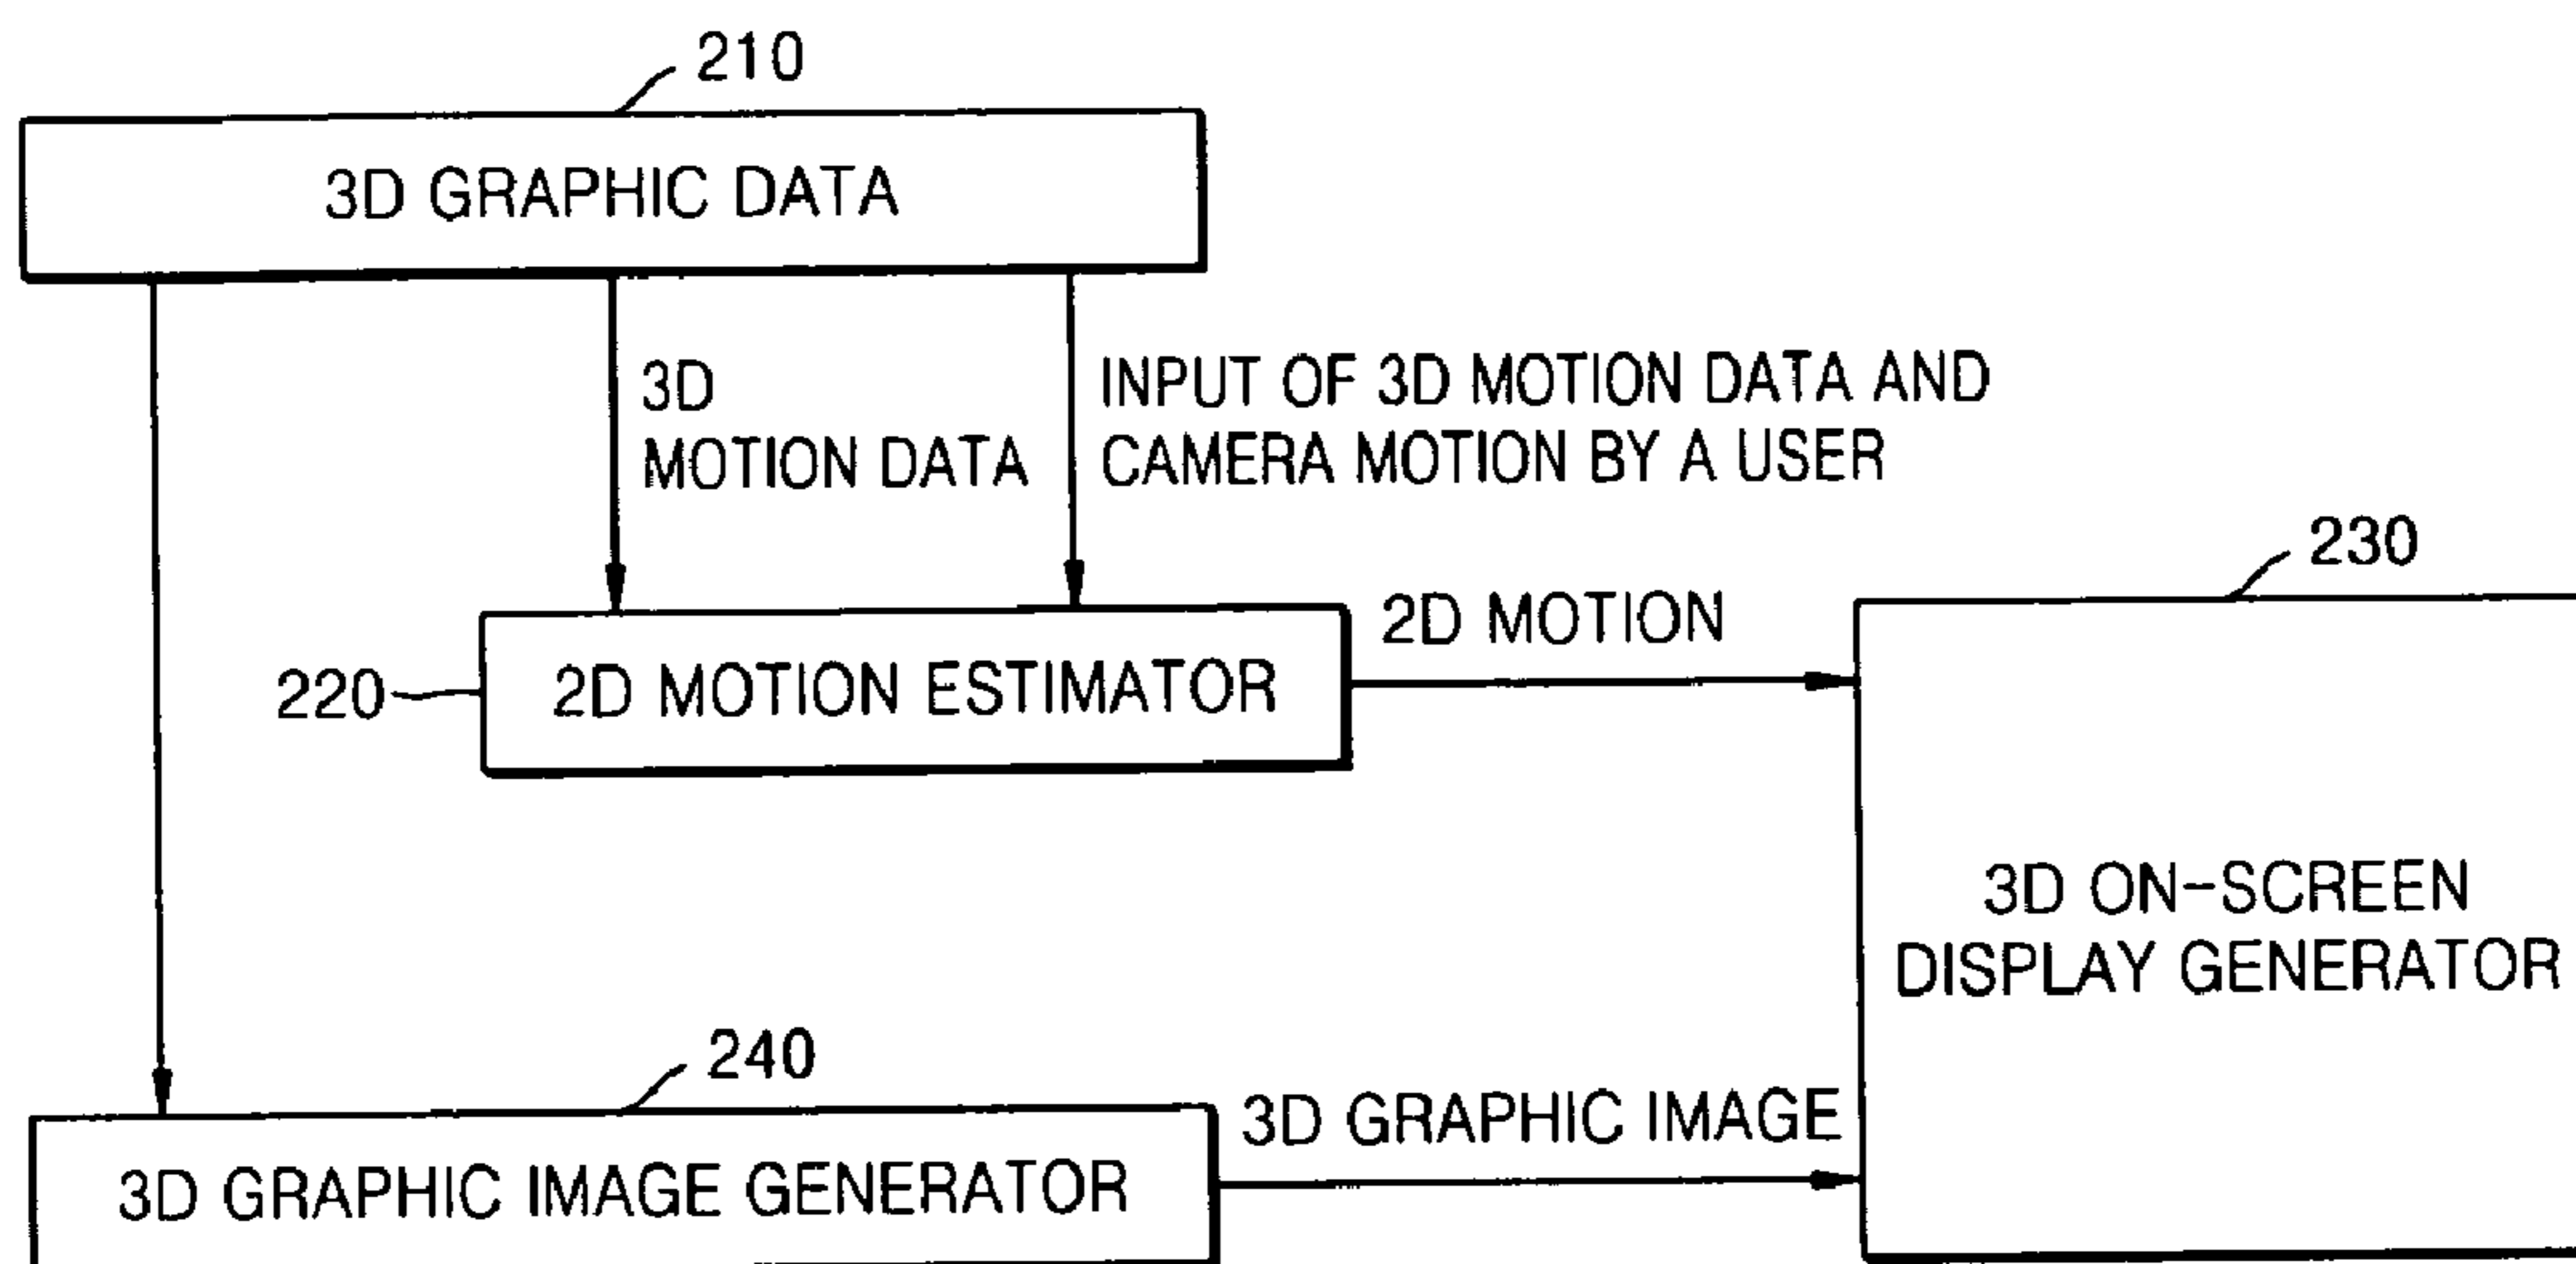 210
3D GRAPHIC DATA
3D
MOTION DATA
INPUT OF 3D MOTION DATA AND
CAMERA MOTION BY A USER
230
2D MOTION
220
2D MOTION ESTIMATOR
3D ON-SCREEN
DISPLAY GENERATOR
240
3D GRAPHIC IMAGE
3D GRAPHIC IMAGE GENERATOR